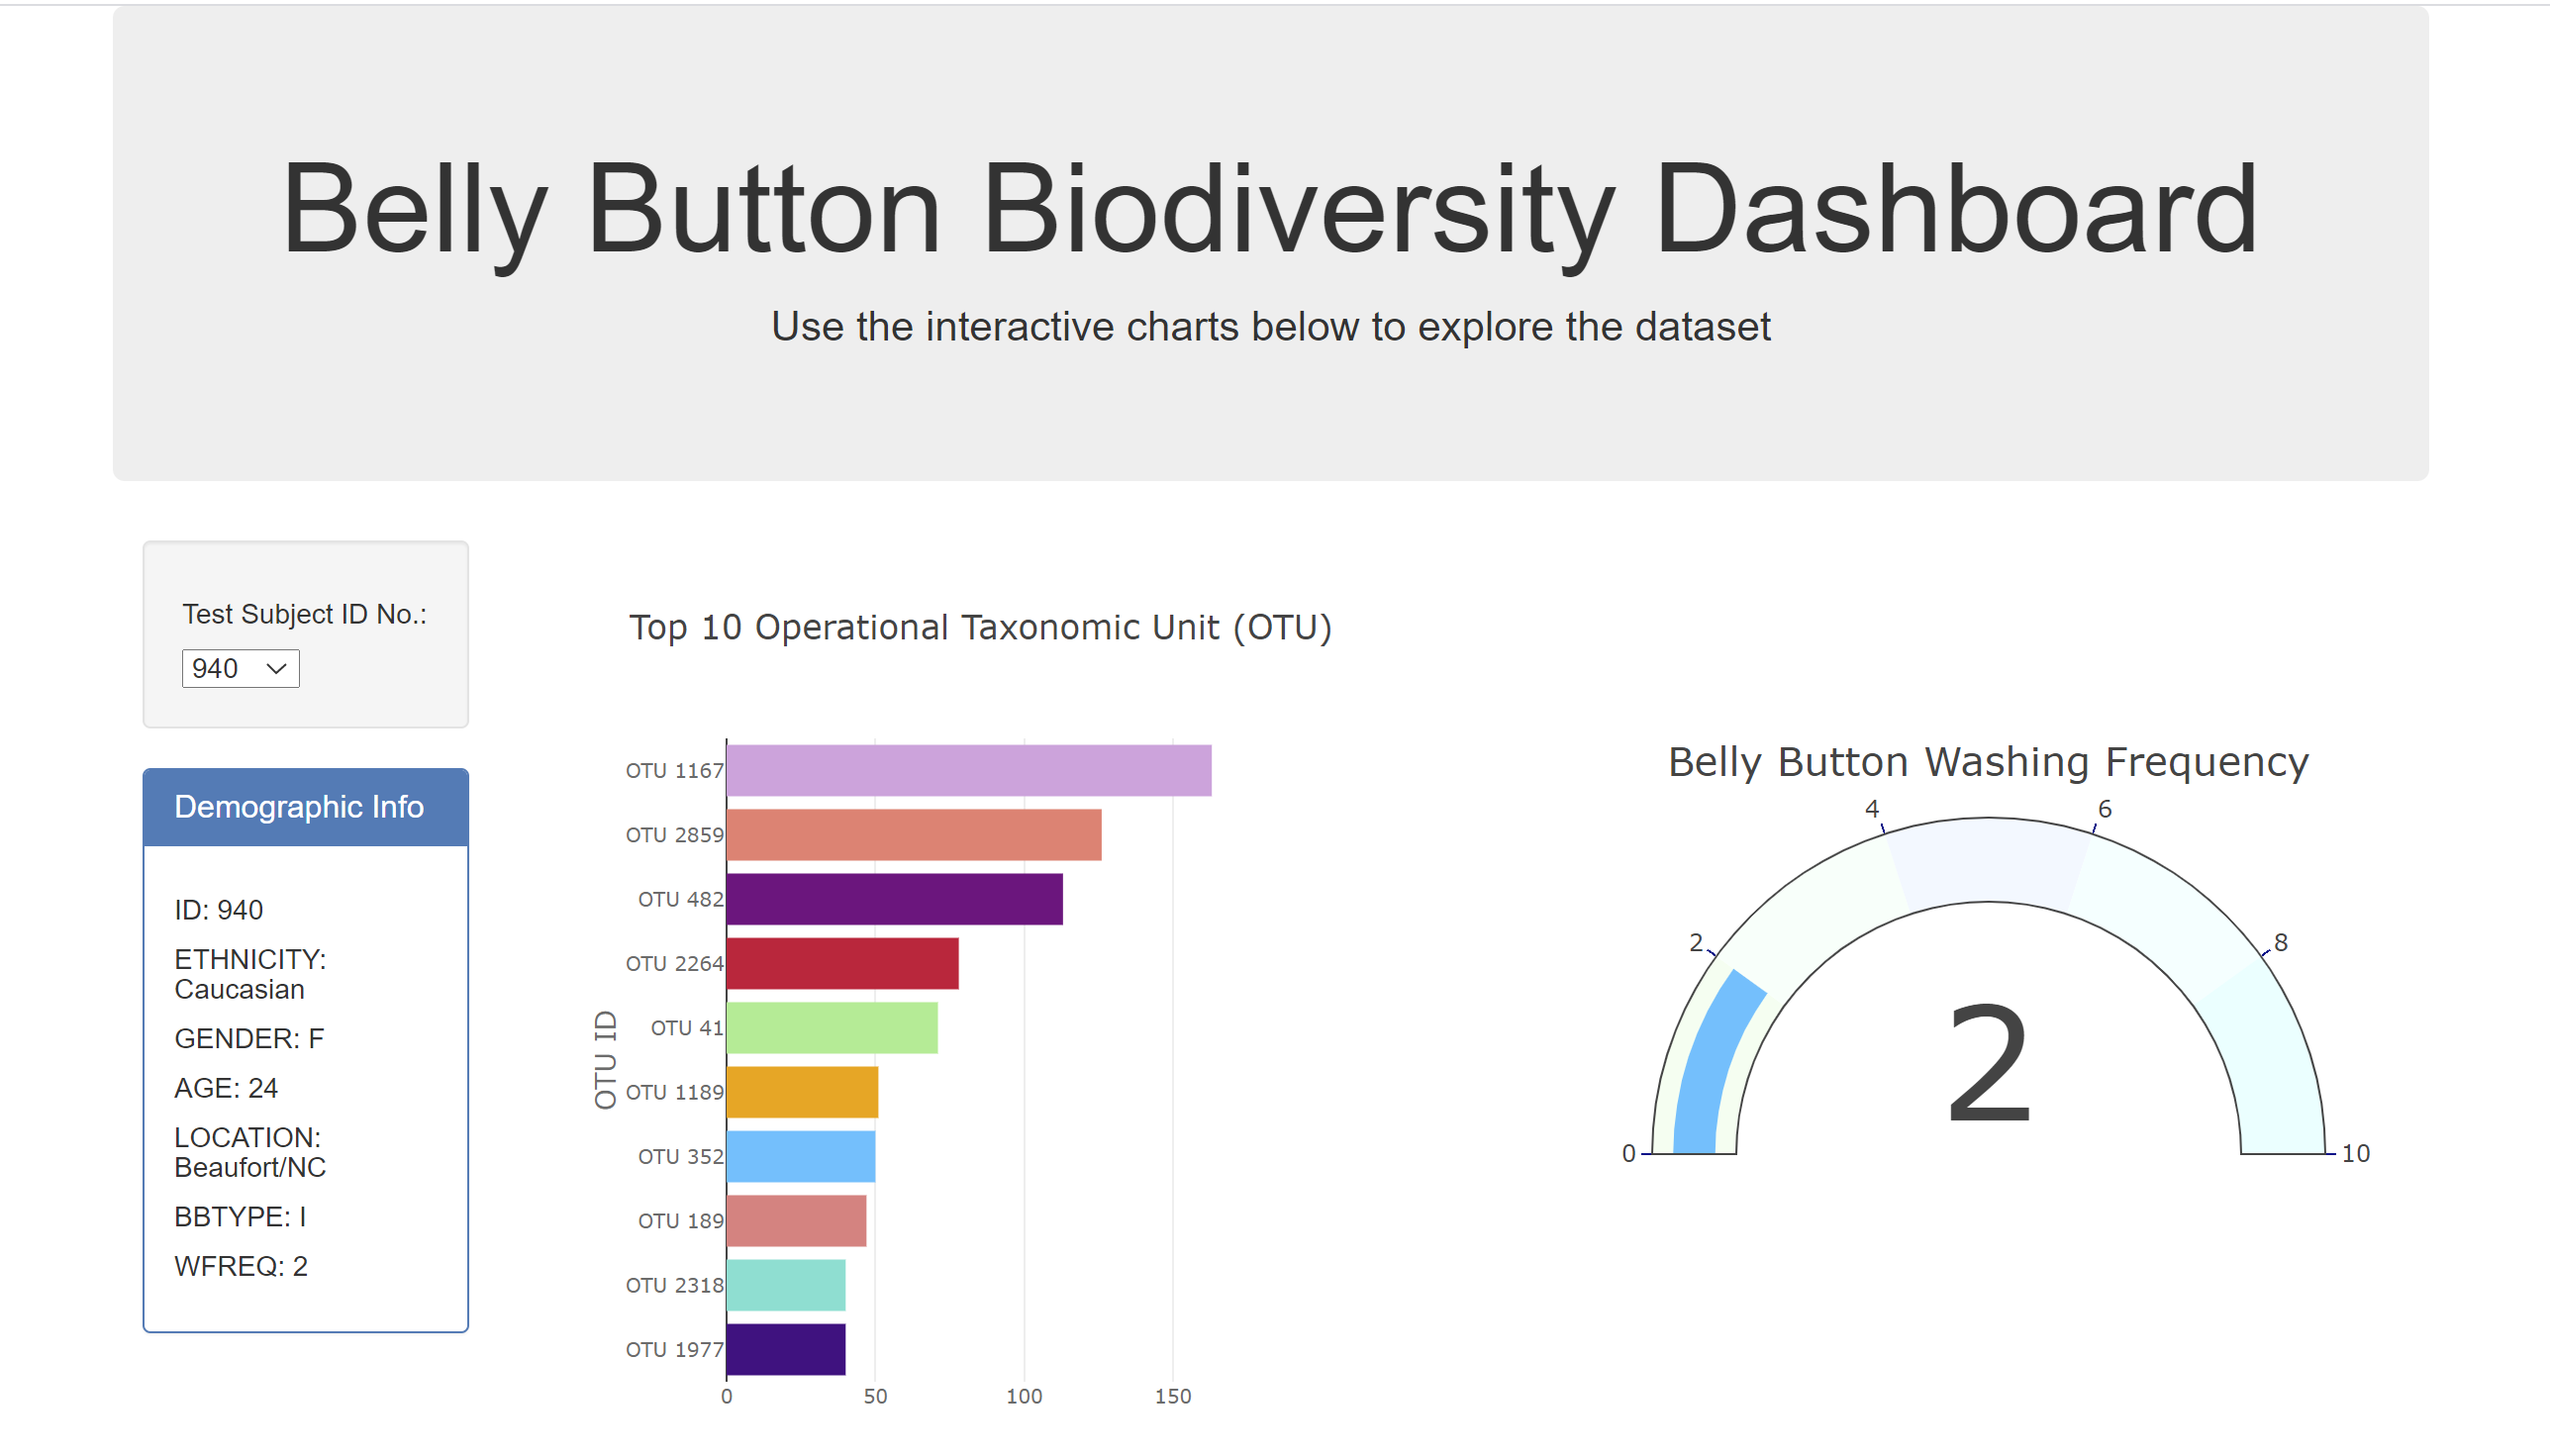 Belly Button Biodiversity Dashboard
Use the interactive charts below to explore the dataset
Test Subject ID No.:
940
Demographic Info
ID: 940
ETHNICITY:
Caucasian
GENDER: F
AGE: 24
LOCATION:
Beaufort/NC
BBTYPE: I
WFREQ: 2
Top 10 Operational Taxonomic Unit (OTU)
OTU ID
OTU 1167
OTU 2859
OTU 482
OTU 2264
OTU 41
OTU 1189
OTU 352
OTU 189
OTU 2318
OTU 1977
0 50 100 150
Belly Button Washing Frequency
4 6
2 8
2
0 10